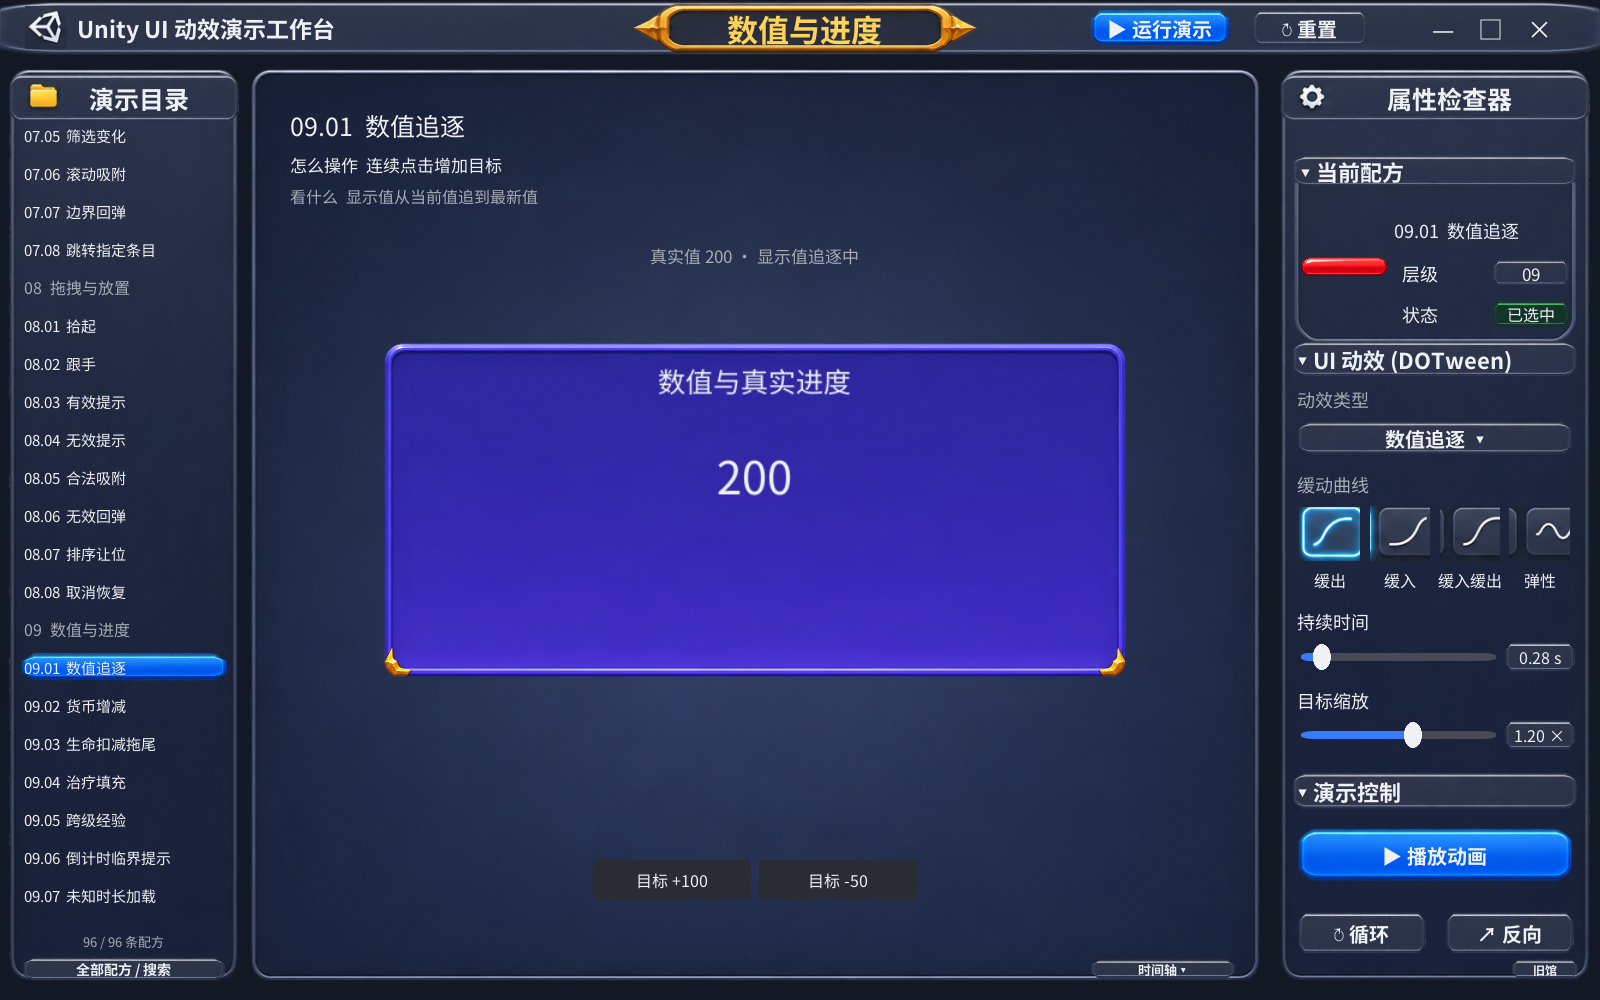 Unity UI 动效演示工作台
数值与进度
▶ 运行演示
重置
演示目录
07.05 筛选变化
07.06 滚动吸附
07.07 边界回弹
07.08 跳转指定条目
08 拖拽与放置
08.01 拾起
08.02 跟手
08.03 有效提示
08.04 无效提示
08.05 合法吸附
08.06 无效回弹
08.07 排序让位
08.08 取消恢复
09 数值与进度
09.01 数值追逐
09.02 货币增减
09.03 生命扣减拖尾
09.04 治疗填充
09.05 跨级经验
09.06 倒计时临界提示
09.07 未知时长加载
96 / 96 条配方
全部配方 / 搜索
09.01 数值追逐
怎么操作 连续点击增加目标
看什么 显示值从当前值追到最新值
真实值 200 · 显示值追逐中
数值与真实进度
200
目标 +100
目标 -50
时间轴 ▾
属性检查器
▾ 当前配方
09.01 数值追逐
层级
09
状态
已选中
▾ UI 动效 (DOTween)
动效类型
数值追逐 ▾
缓动曲线
缓出
缓入
缓入缓出
弹性
持续时间
0.28 s
目标缩放
1.20 ×
▾ 演示控制
▶ 播放动画
循环
↗ 反向
旧馆